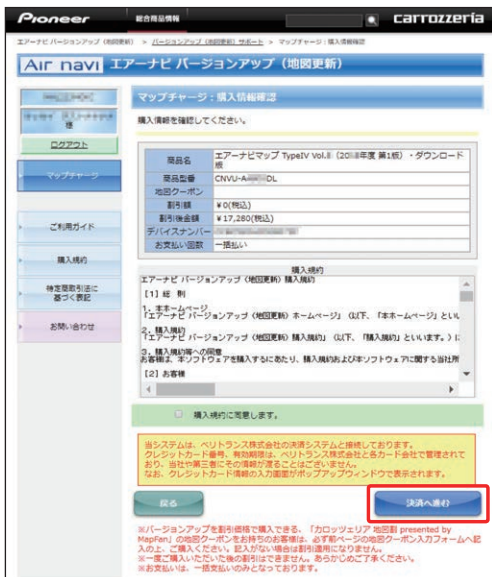 Pioneer
総合商品情報
carrozzeria
エアーナビ バージョンアップ (地図更新) > バージョンアップ (地図更新) サポート > マップチャージ：購入情報確認
Air navi エアーナビ バージョンアップ（地図更新）
マップチャージ：購入情報確認
購入情報を確認してください。
様
ログアウト
マップチャージ
ご利用ガイド
購入規約
特定商取引法に
基づく表記
お問い合わせ
商品名 エアーナビマップ TypeIV Vol. (20 年度 第1版) ・ダウンロード
版
商品型番 CNVU-A DL
地図クーポン
割引額 ￥0(税込)
割引後金額 ￥17,280(税込)
デバイスナンバー
お支払い回数 一括払い
購入規約
エアーナビ バージョンアップ（地図更新）購入規約
[1] 総 則
1. 本ホームページ
「エアーナビ バージョンアップ（地図更新）ホームページ」（以下、「本ホームページ」とい
2. 購入規約
「エアーナビ バージョンアップ（地図更新）購入規約」（以下、「購入規約」といいます。）に
3. 購入規約等への同意
お客様は、本ソフトウェアを購入するにあたり、購入規約および本ソフトウェアに関する当社所
[2] お客様
購入規約に同意します。
当システムは、ベリトランス株式会社の決済システムと接続しております。
クレジットカード番号、有効期限は、ベリトランス株式会社と各カード会社で管理されて
おり、当社や第三者にその情報が渡ることはございません。
なお、クレジットカード情報の入力画面がポップアップウィンドウで表示されます。
戻る
決済へ進む
※バージョンアップを割引価格で購入できる、「カロッツェリア 地図割 presented by
MapFan」の地図クーポンをお持ちのお客様は、必ず前ページの地図クーポン入力フォームへ記
入の上、ご購入ください。記入がない場合は割引適用になりません。
※一度ご購入いただいた後の割引はできません。あらかじめご了承ください。
※お支払いは、一括支払いのみとなっております。